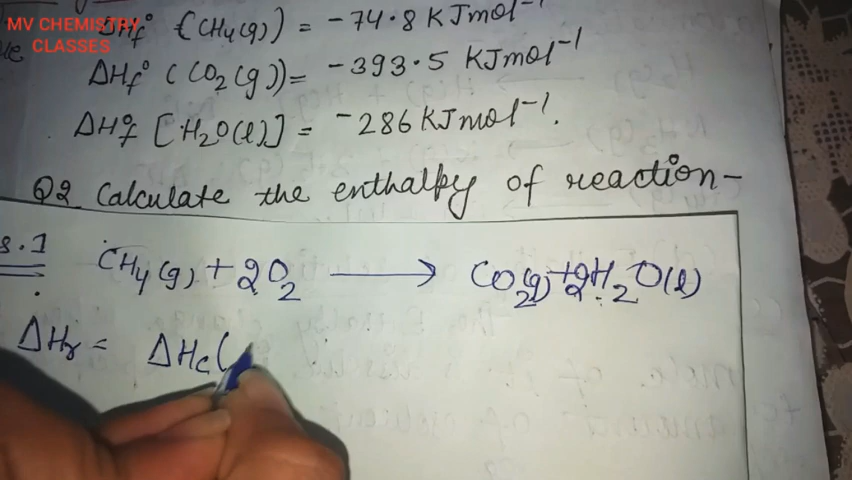 MV CHEMISTRY
CLASSES
ΔHf° (CH4(g)) = -74.8 KJmol⁻¹
ΔHf° (CO2(g)) = -393.5 KJmol⁻¹
ΔHf° [H2O(l)] = -286 KJmol⁻¹.
Q2 Calculate the enthalpy of reaction-
s.1 CH4(g) + 2O2 → CO2(g) + 2H2O(l)
ΔHr = ΔHc(